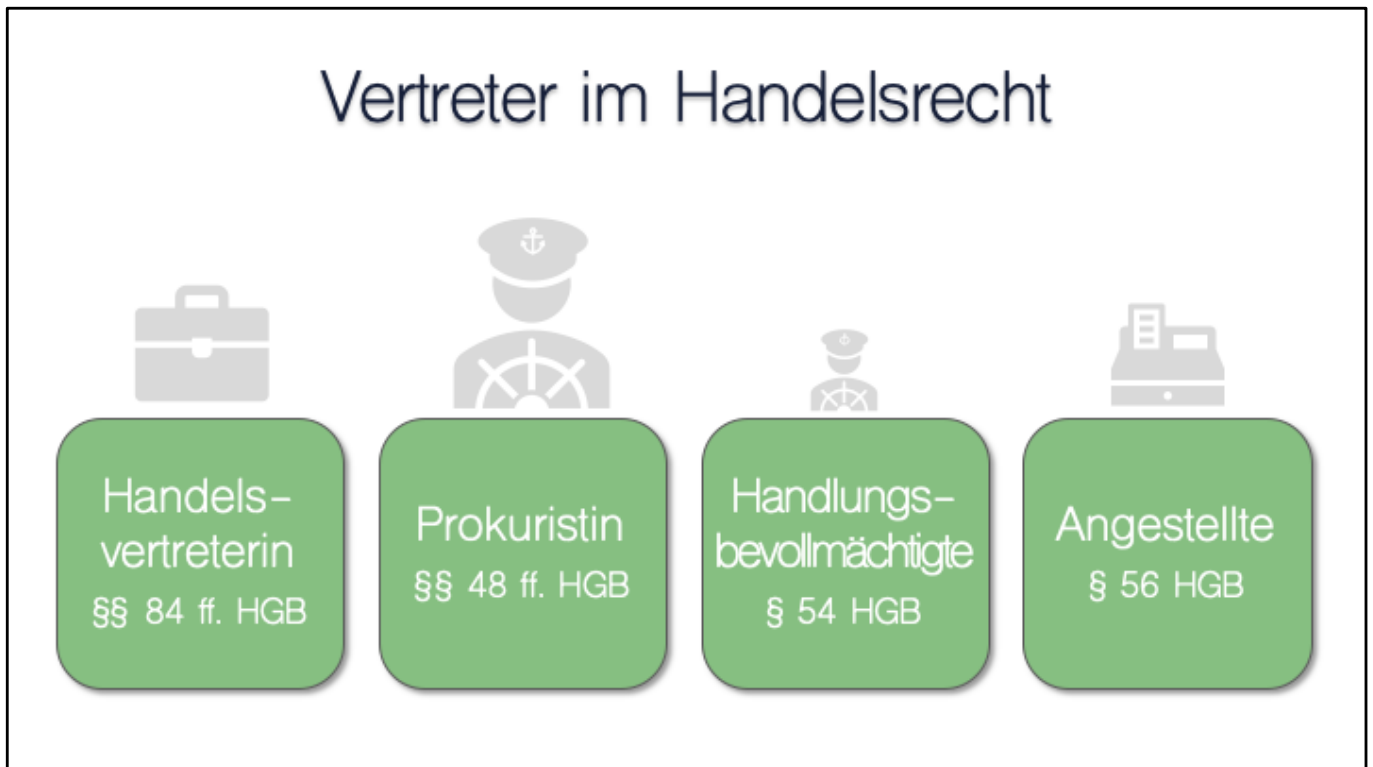 Vertreter im Handelsrecht
Handels-
vertreterin
§§ 84 ff. HGB
Prokuristin
§§ 48 ff. HGB
Handlungs-
bevollmächtigte
§ 54 HGB
Angestellte
§ 56 HGB